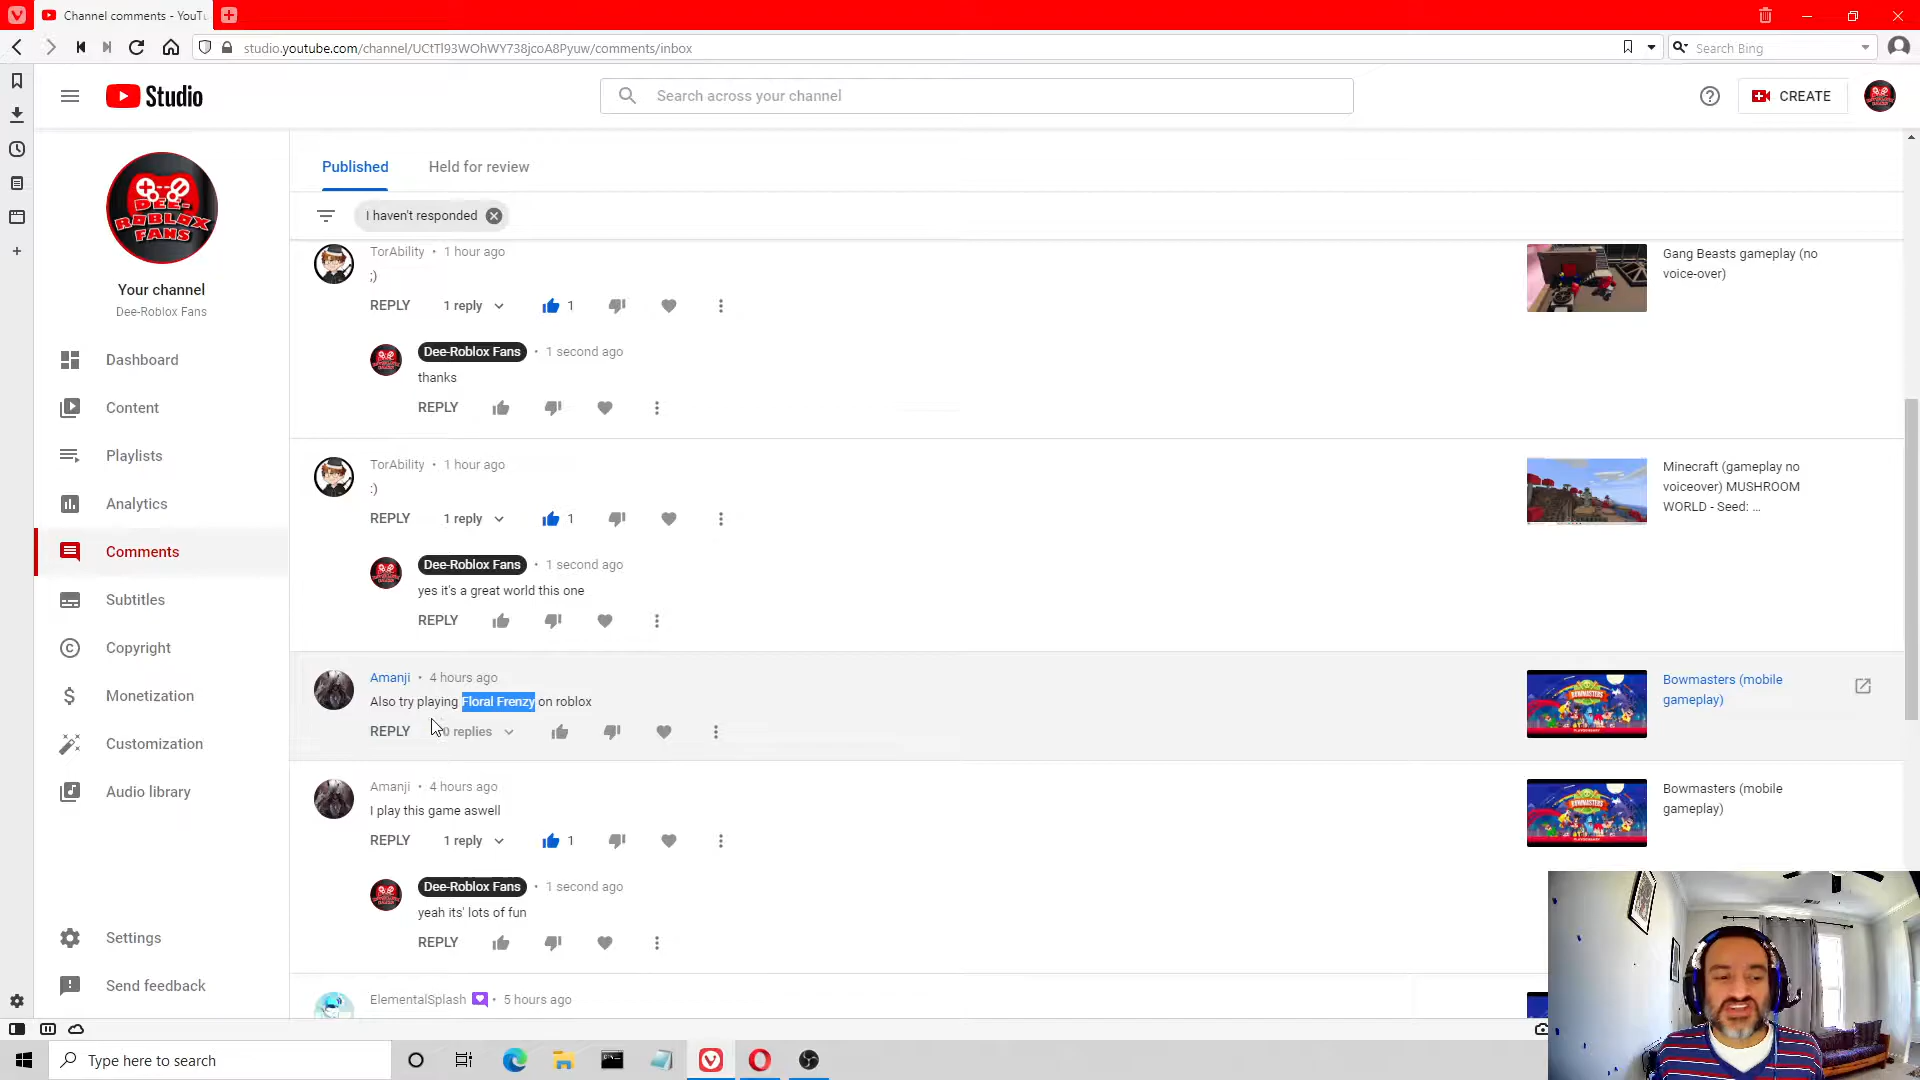 Channel comments - YouTu
studio.youtube.com/channel/UCtTl93WOhWY738jcoA8Pyuw/comments/inbox
Search Bing
Studio
Search across your channel
CREATE
DEE-
ROBLOX
FANS
Your channel
Dee-Roblox Fans
Dashboard
Content
Playlists
Analytics
Comments
Subtitles
Copyright
Monetization
Customization
Audio library
Settings
Send feedback
Published
Held for review
I haven't responded
TorAbility • 1 hour ago
;)
REPLY 1 reply 1
Dee-Roblox Fans • 1 second ago
thanks
REPLY
Gang Beasts gameplay (no
voice-over)
TorAbility • 1 hour ago
:)
REPLY 1 reply 1
Dee-Roblox Fans • 1 second ago
yes it's a great world this one
REPLY
Minecraft (gameplay no
voiceover) MUSHROOM
WORLD - Seed: ...
Amanji • 4 hours ago
Also try playing Floral Frenzy on roblox
REPLY 0 replies
Bowmasters (mobile
gameplay)
Amanji • 4 hours ago
I play this game aswell
REPLY 1 reply 1
Dee-Roblox Fans • 1 second ago
yeah its' lots of fun
REPLY
Bowmasters (mobile
gameplay)
ElementalSplash • 5 hours ago
Type here to search